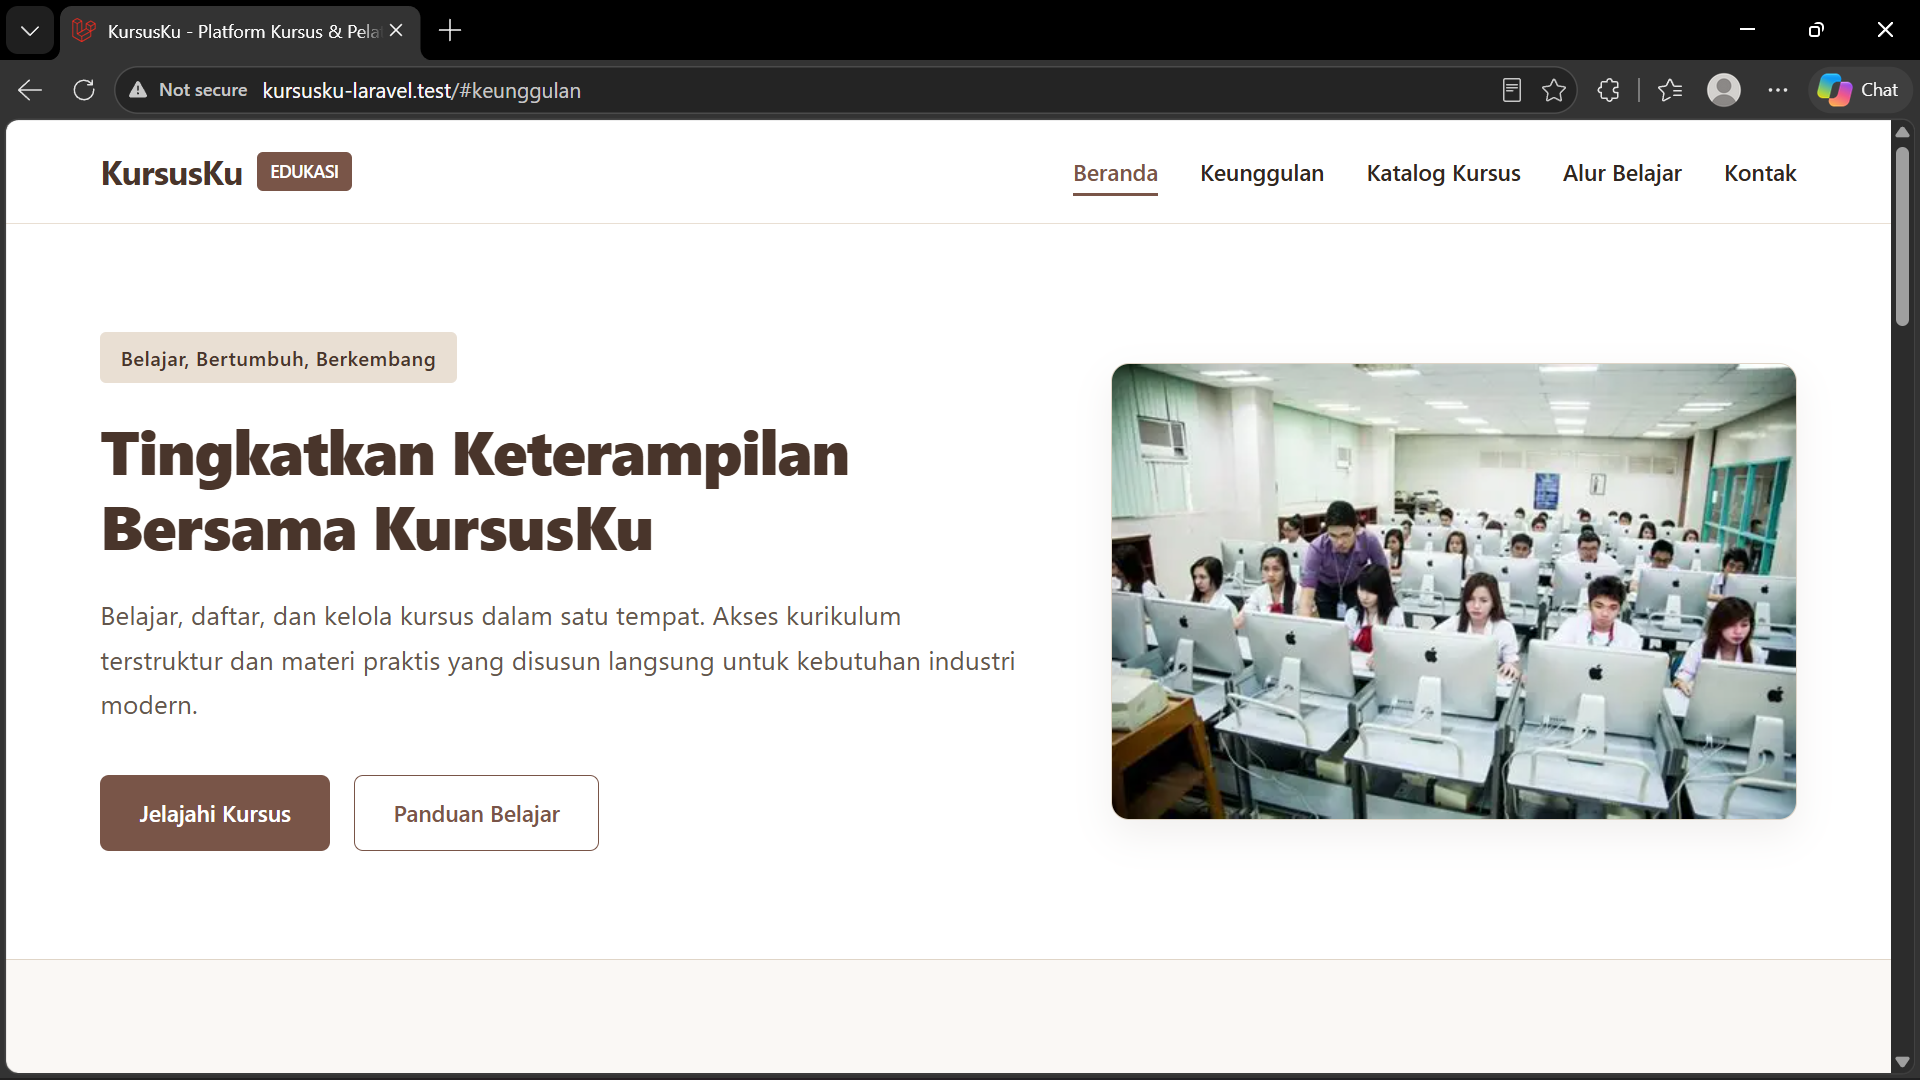 KursusKu - Platform Kursus & Pela
Not secure kursusku-laravel.test/#keunggulan
Chat
KursusKu EDUKASI
Beranda Keunggulan Katalog Kursus Alur Belajar Kontak
Belajar, Bertumbuh, Berkembang
Tingkatkan Keterampilan
Bersama KursusKu
Belajar, daftar, dan kelola kursus dalam satu tempat. Akses kurikulum
terstruktur dan materi praktis yang disusun langsung untuk kebutuhan industri
modern.
Jelajahi Kursus Panduan Belajar